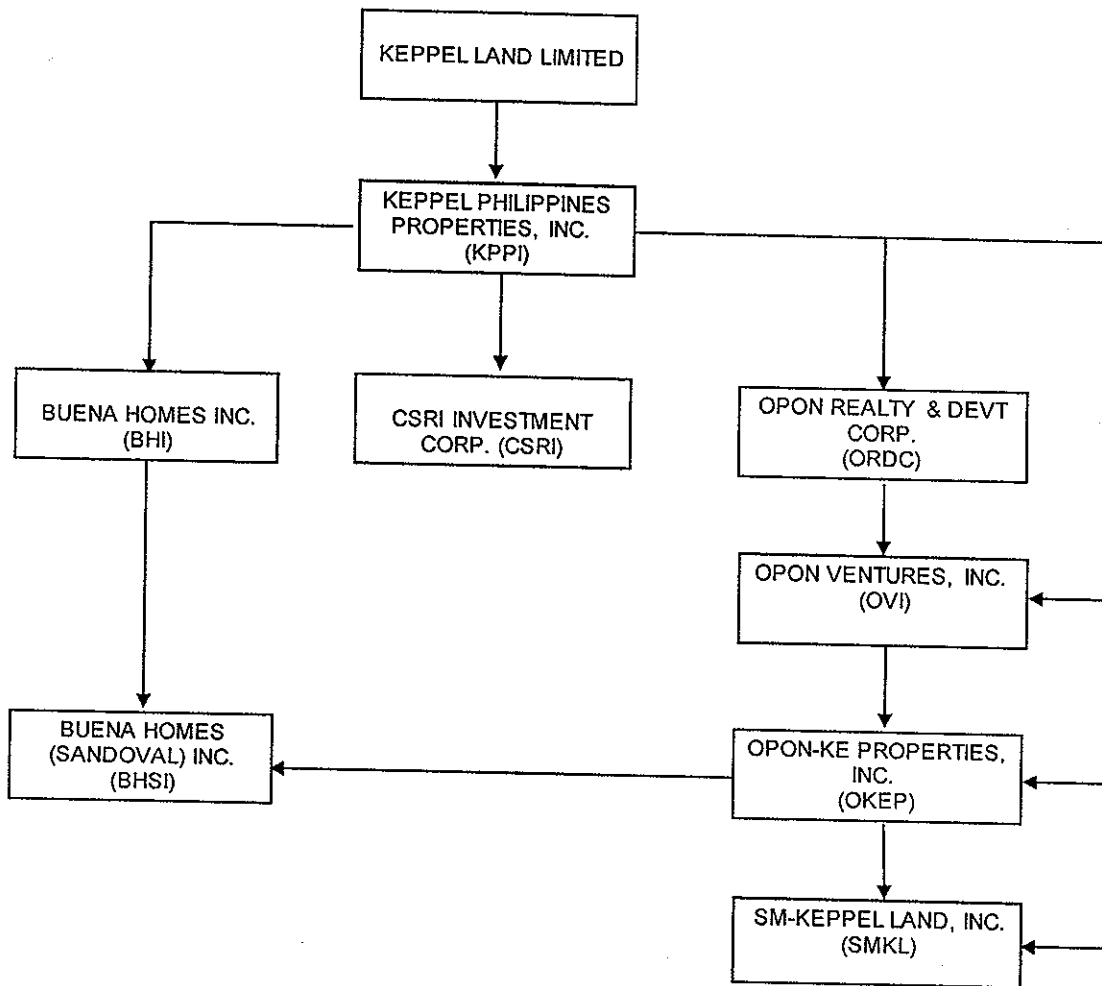 KEPPEL LAND LIMITED
KEPPEL PHILIPPINES
PROPERTIES, INC.
(KPPI)
BUENA HOMES INC.
(BHI)
CSRI INVESTMENT
CORP. (CSRI)
OPON REALTY & DEVT
CORP.
(ORDC)
OPON VENTURES, INC.
(OVI)
BUENA HOMES
(SANDOVAL) INC.
(BHSI)
OPON-KE PROPERTIES,
INC.
(OKEP)
SM-KEPPEL LAND, INC.
(SMKL)